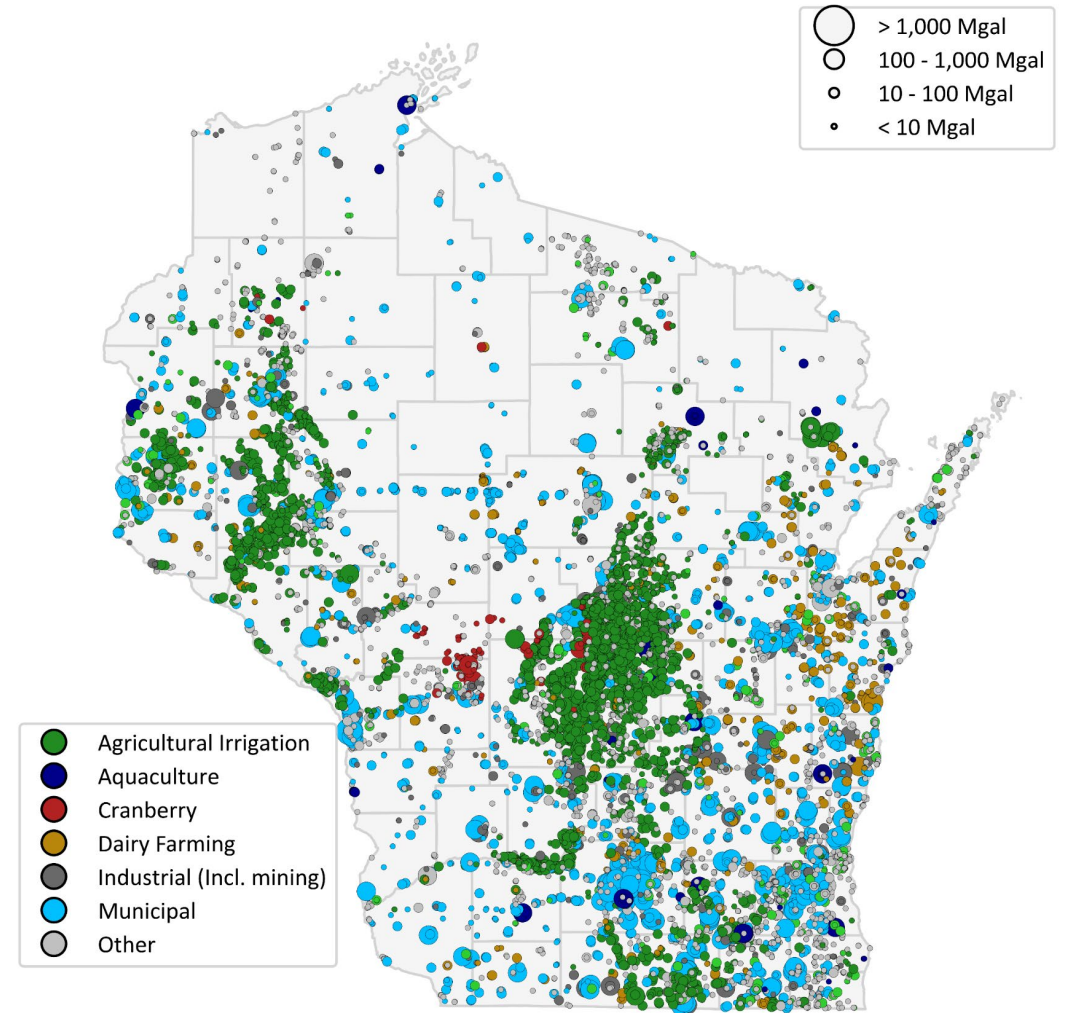 > 1,000 Mgal
100 - 1,000 Mgal
10 - 100 Mgal
< 10 Mgal
Agricultural Irrigation
Aquaculture
Cranberry
Dairy Farming
Industrial (Incl. mining)
Municipal
Other